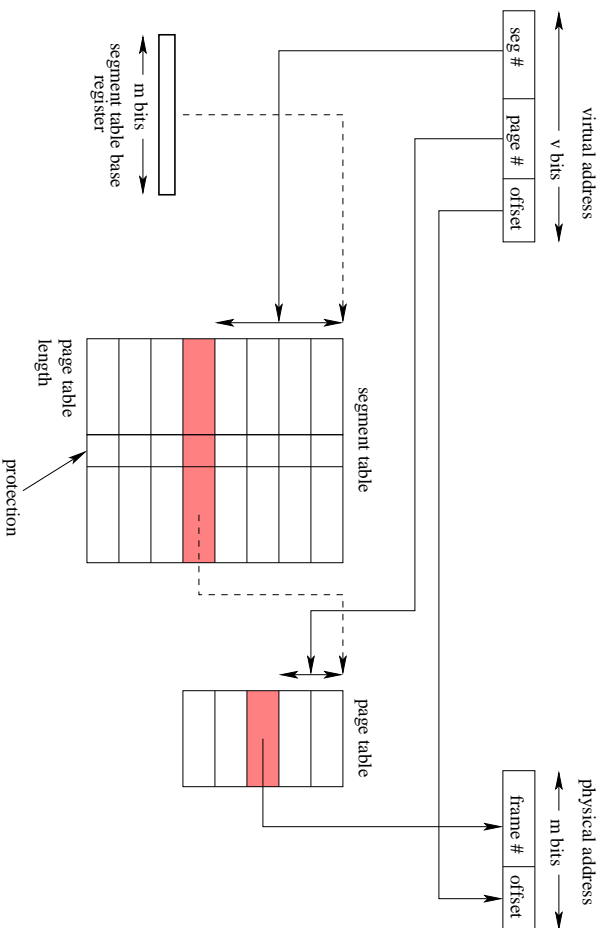 virtual address
v bits
seg #
page #
offset
physical address
m bits
frame #
offset
segment table
page table
m bits
segment table base
register
page table
length
protection